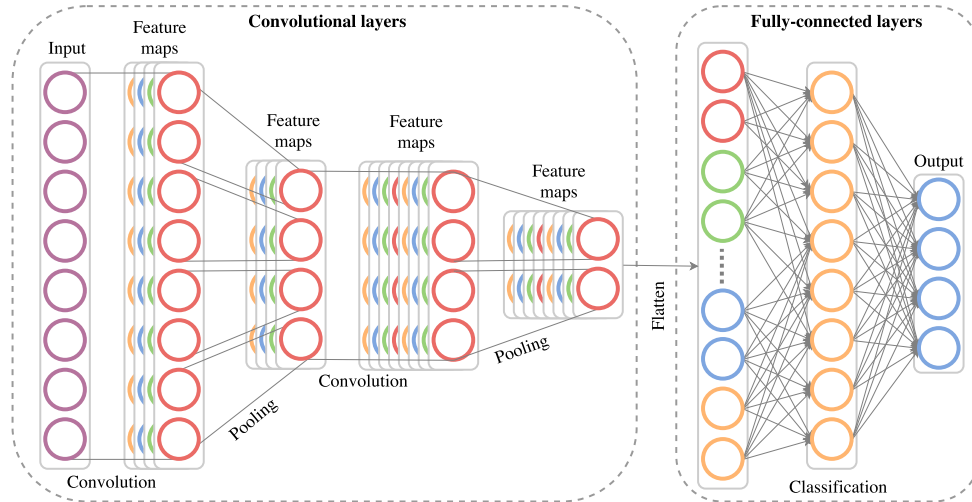 Convolutional layers
Input
Feature
maps
Feature
maps
Feature
maps
Feature
maps
Convolution
Pooling
Convolution
Pooling
Flatten
Fully-connected layers
Output
Classification